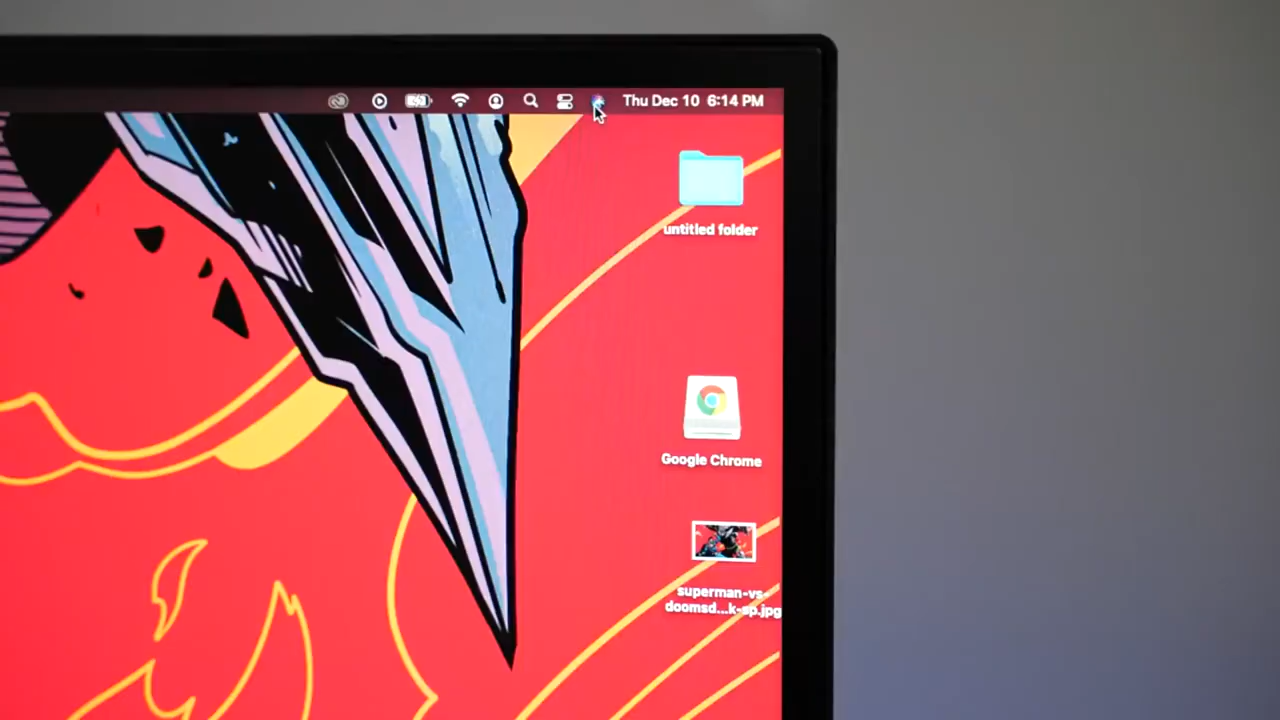 Thu Dec 10 6:14 PM
untitled folder
Google Chrome
superman-vs-
doomsd...k-sp.jpg